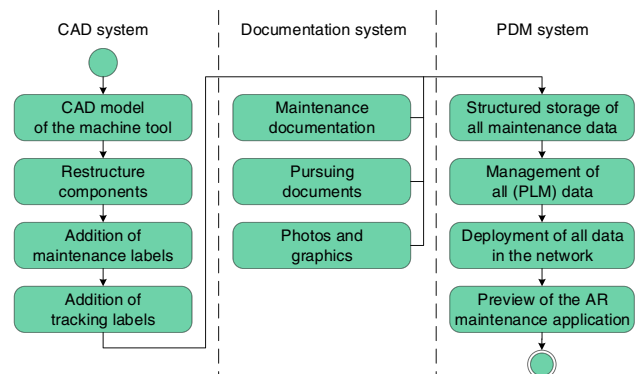 CAD system
Documentation system
PDM system
CAD model
of the machine tool
Restructure
components
Addition of
maintenance labels
Addition of
tracking labels
Maintenance
documentation
Pursuing
documents
Photos and
graphics
Structured storage of
all maintenance data
Management of
all (PLM) data
Deployment of all data
in the network
Preview of the AR
maintenance application